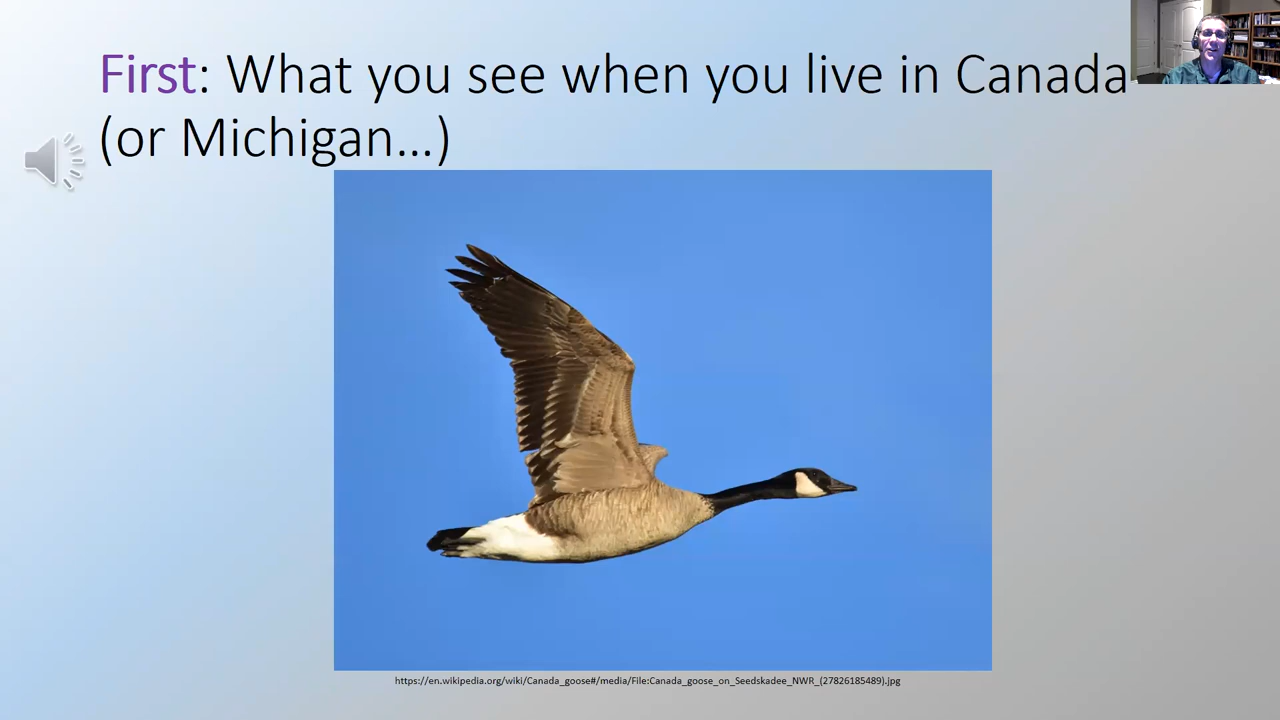 First: What you see when you live in Canada
(or Michigan...)
https://en.wikipedia.org/wiki/Canada_goose#/media/File:Canada_goose_on_Seedskadee_NWR_(27826185489).jpg